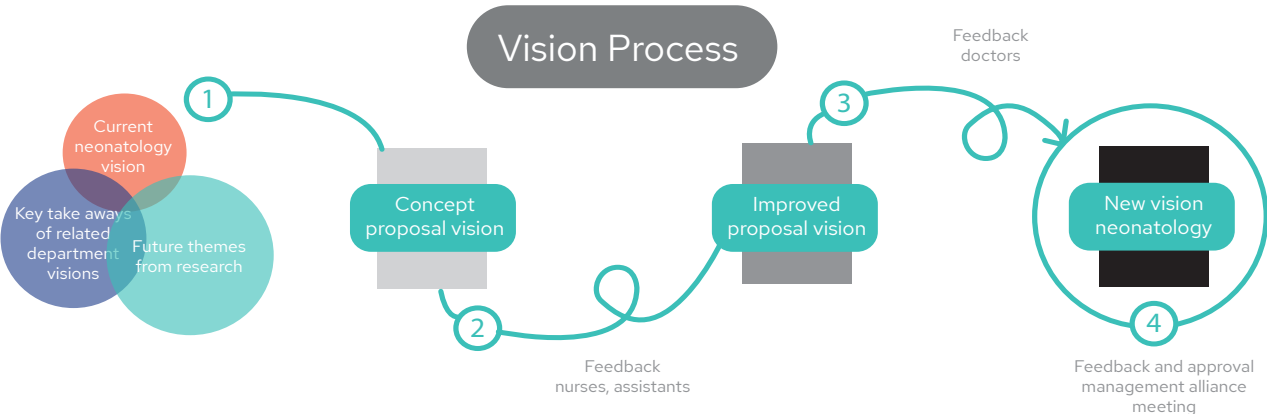 Vision Process
1
Current
neonatology
vision
Key take aways
of related
department
visions
Future themes
from research
Concept
proposal vision
2
Feedback
nurses, assistants
Improved
proposal vision
3
Feedback
doctors
New vision
neonatology
4
Feedback and approval
management alliance
meeting